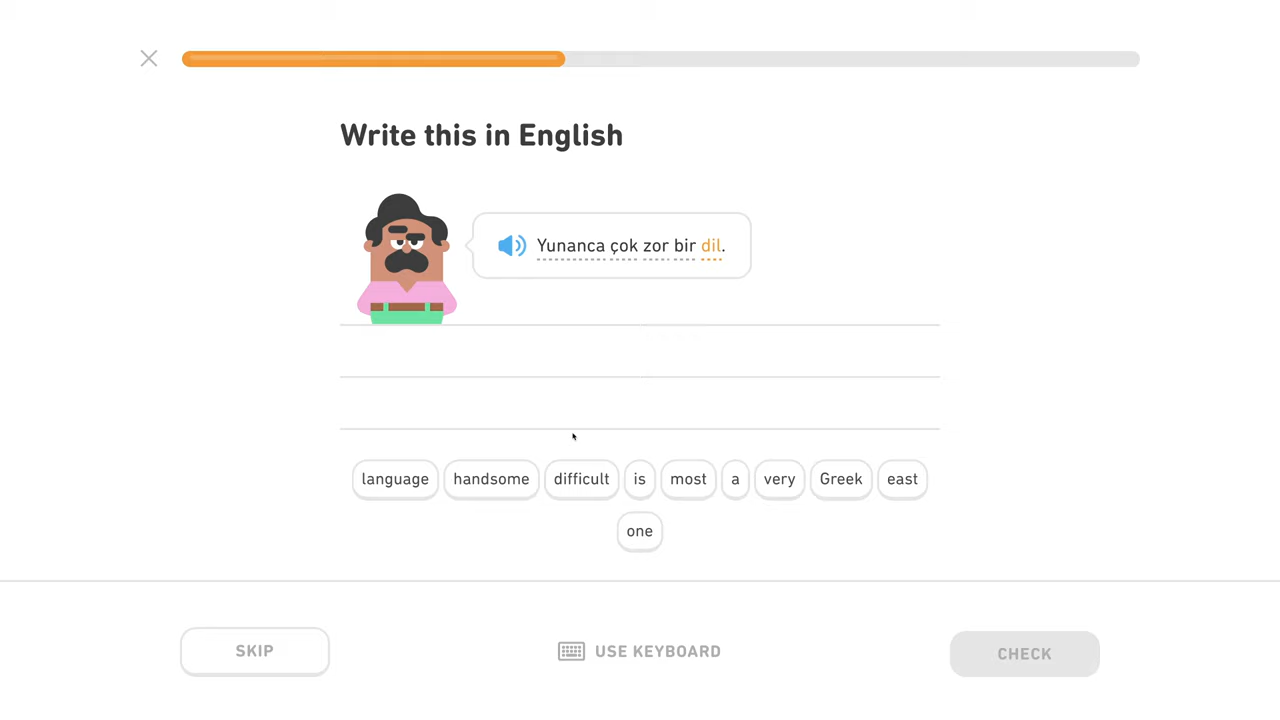 Write this in English
Yunanca çok zor bir dil.
language handsome difficult is most a very Greek east
one
SKIP USE KEYBOARD CHECK